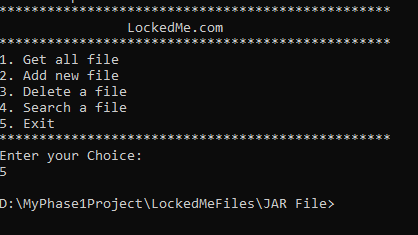 *************************************************
LockedMe.com
*************************************************
1. Get all file
2. Add new file
3. Delete a file
4. Search a file
5. Exit
*************************************************
Enter your Choice:
5
D:\MyPhase1Project\LockedMeFiles\JAR File>